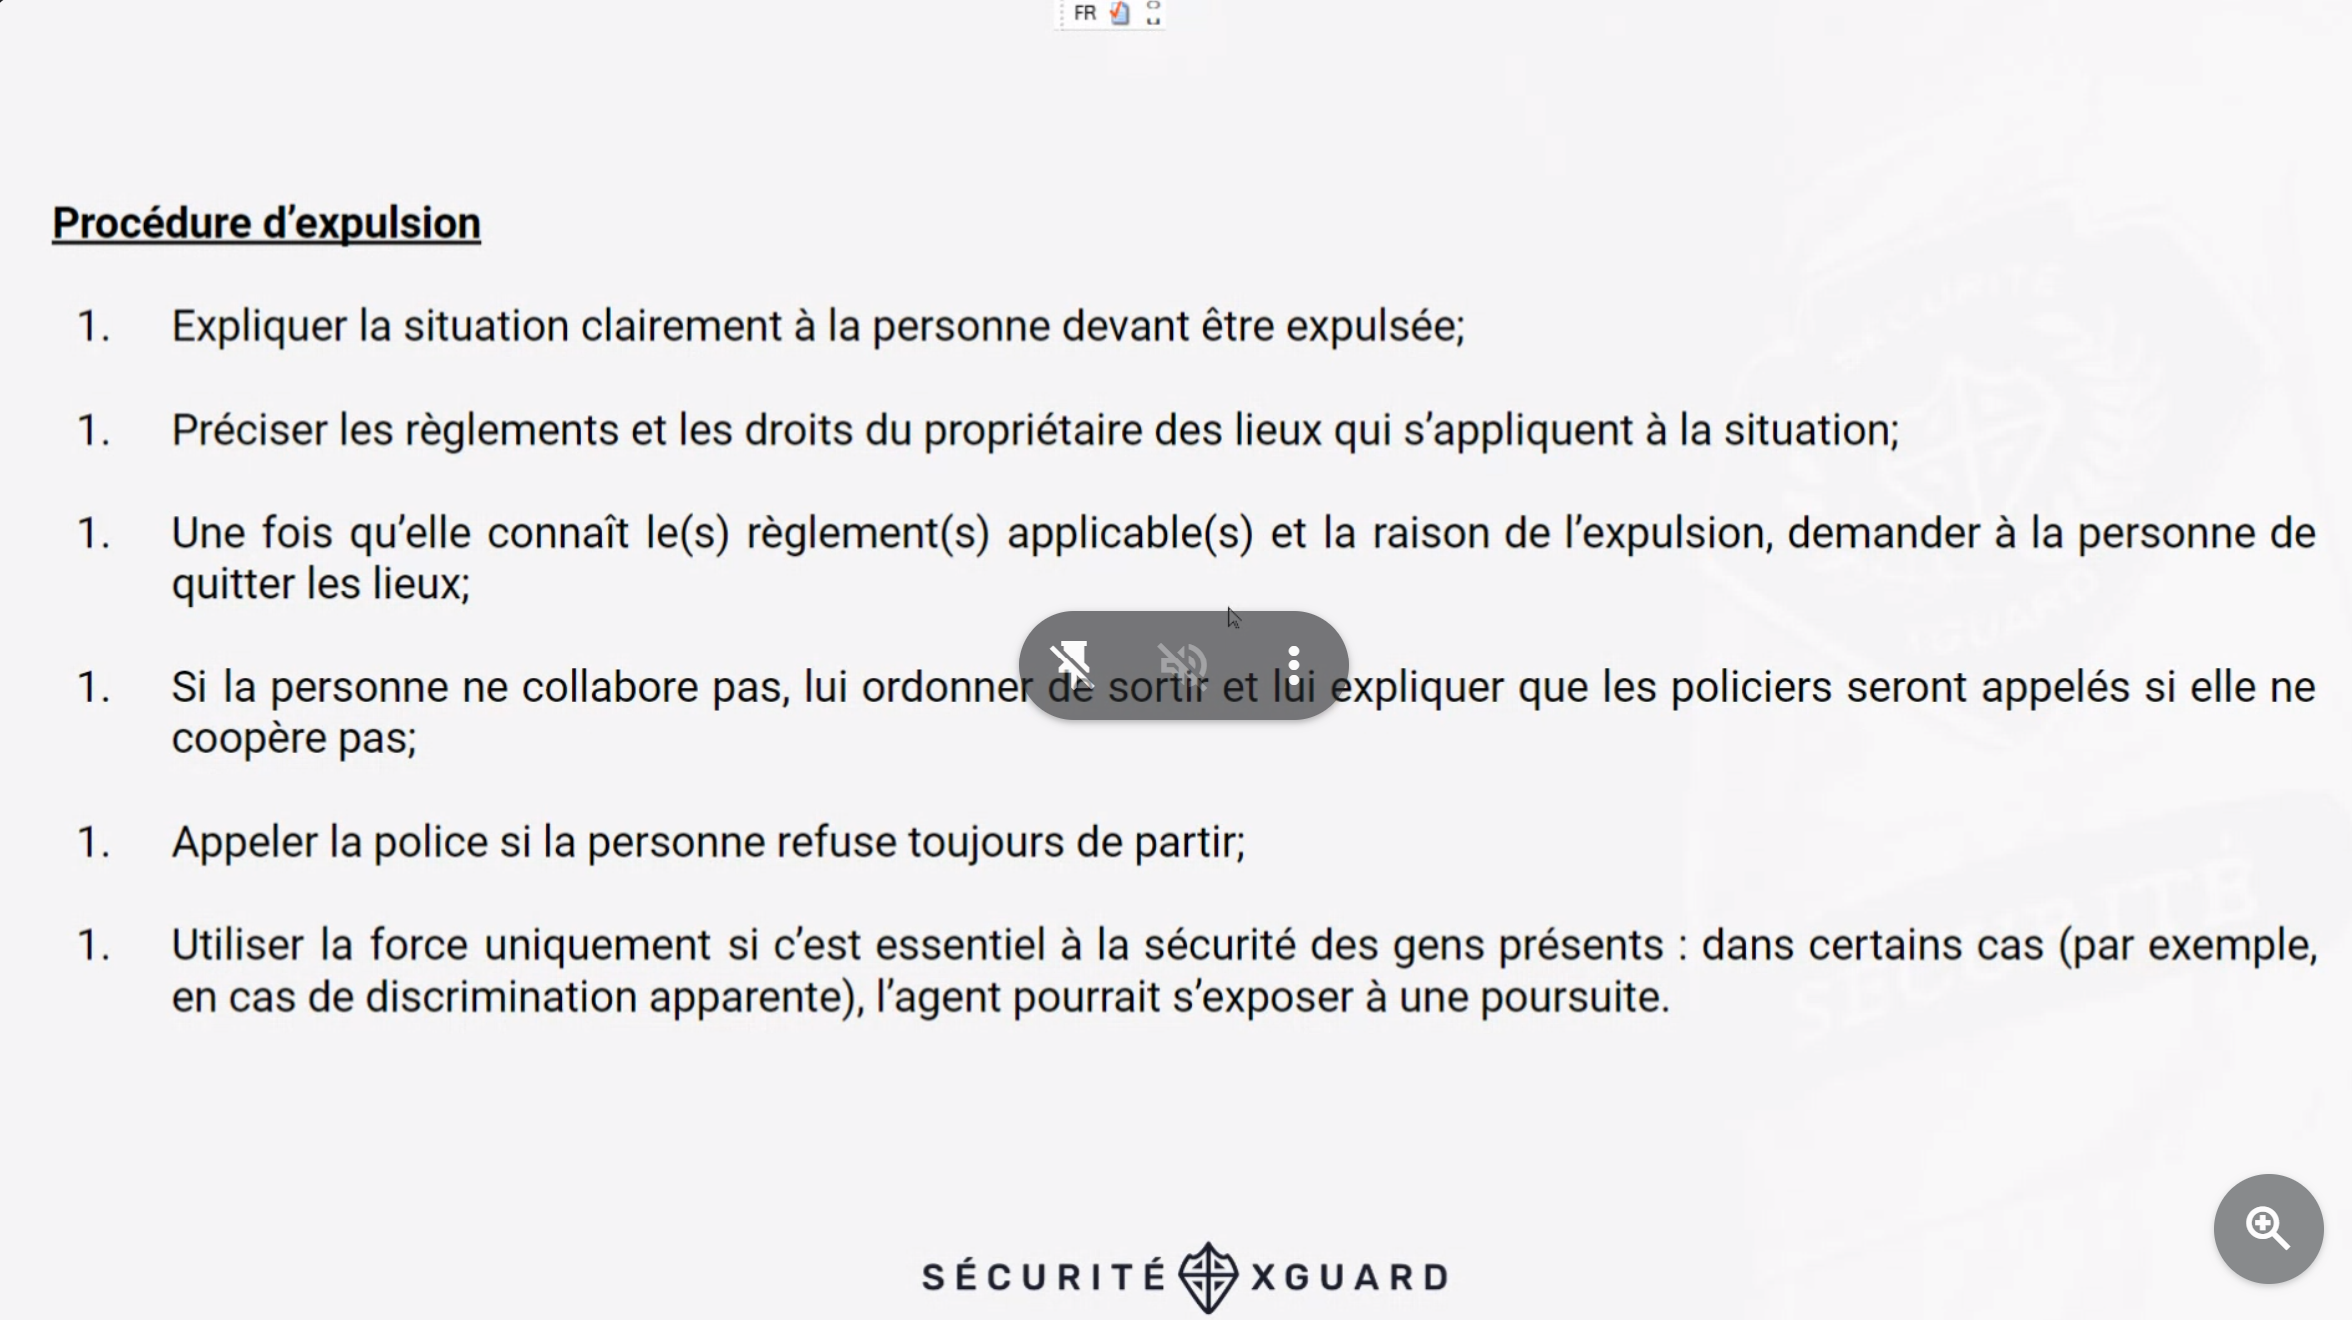 FR
Procédure d’expulsion
1. Expliquer la situation clairement à la personne devant être expulsée;
1. Préciser les règlements et les droits du propriétaire des lieux qui s’appliquent à la situation;
1. Une fois qu’elle connaît le(s) règlement(s) applicable(s) et la raison de l’expulsion, demander à la personne de
quitter les lieux;
1. Si la personne ne collabore pas, lui ordonner de sortir et lui expliquer que les policiers seront appelés si elle ne
coopère pas;
1. Appeler la police si la personne refuse toujours de partir;
1. Utiliser la force uniquement si c’est essentiel à la sécurité des gens présents : dans certains cas (par exemple,
en cas de discrimination apparente), l’agent pourrait s’exposer à une poursuite.
SÉCURITÉ
XGUARD
SÉCURITÉ
SÉCURITÉ XGUARD